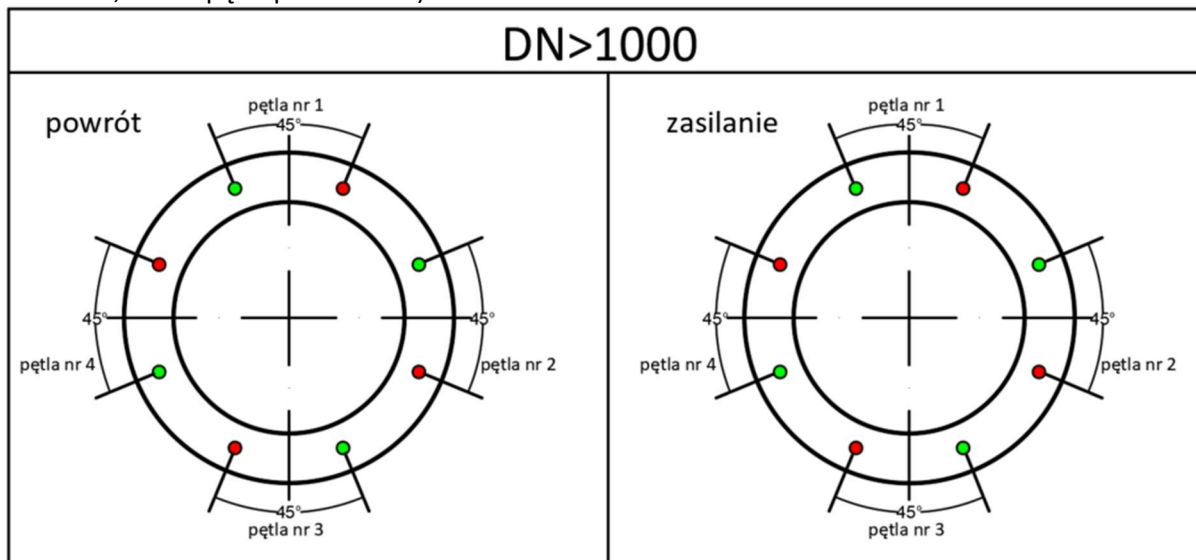 DN>1000
powrót
pętla nr 1
45°
45°
45°
pętla nr 4
pętla nr 2
45°
pętla nr 3
zasilanie
pętla nr 1
45°
45°
45°
pętla nr 4
pętla nr 2
45°
pętla nr 3